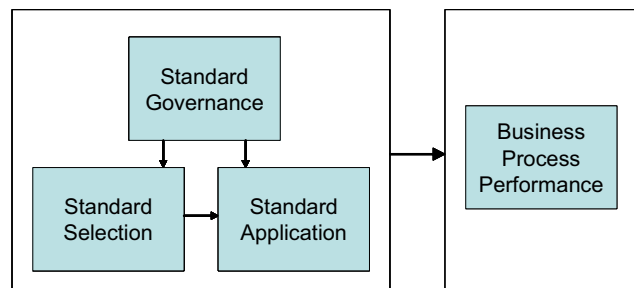 Standard
Governance
Standard
Selection
Standard
Application
Business
Process
Performance